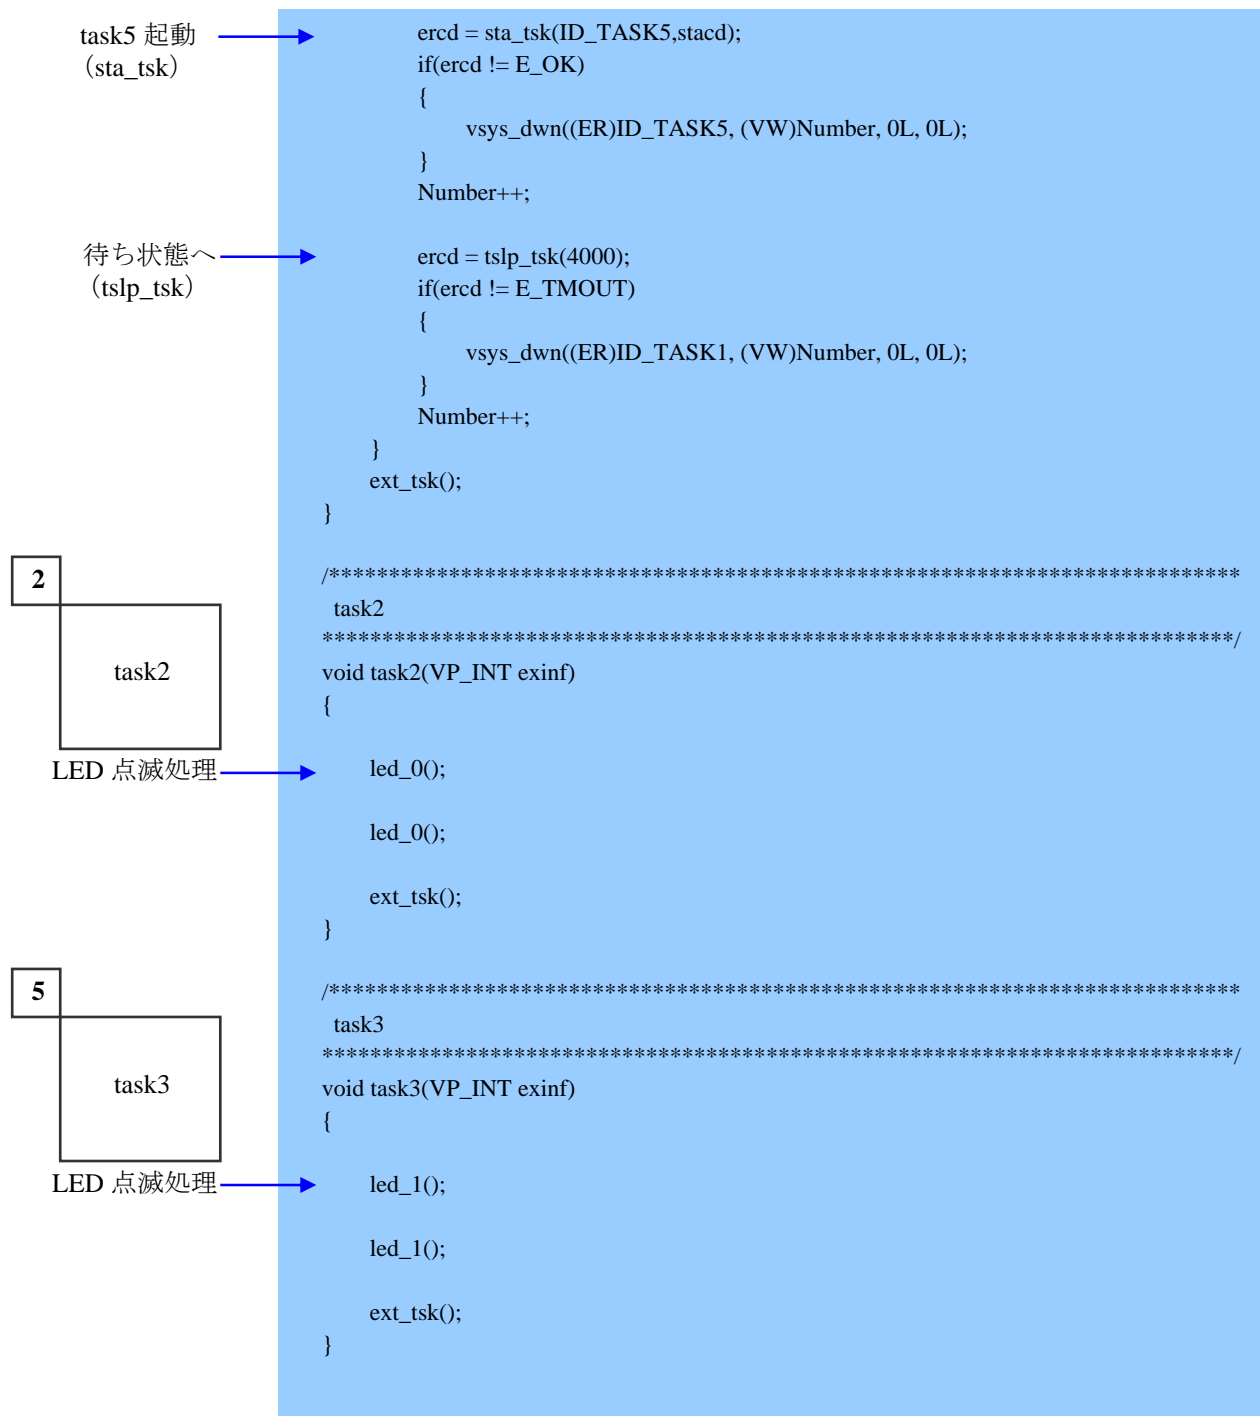 task5 起動
（sta_tsk）
ercd = sta_tsk(ID_TASK5,stacd);
if(ercd != E_OK)
{
vsys_dwn((ER)ID_TASK5, (VW)Number, 0L, 0L);
}
Number++;
待ち状態へ
（tslp_tsk）
ercd = tslp_tsk(4000);
if(ercd != E_TMOUT)
{
vsys_dwn((ER)ID_TASK1, (VW)Number, 0L, 0L);
}
Number++;
}
ext_tsk();
}
2
task2
LED 点滅処理
/****************************************************************************
task2
****************************************************************************/
void task2(VP_INT exinf)
{
led_0();
led_0();
ext_tsk();
}
5
task3
LED 点滅処理
/****************************************************************************
task3
****************************************************************************/
void task3(VP_INT exinf)
{
led_1();
led_1();
ext_tsk();
}